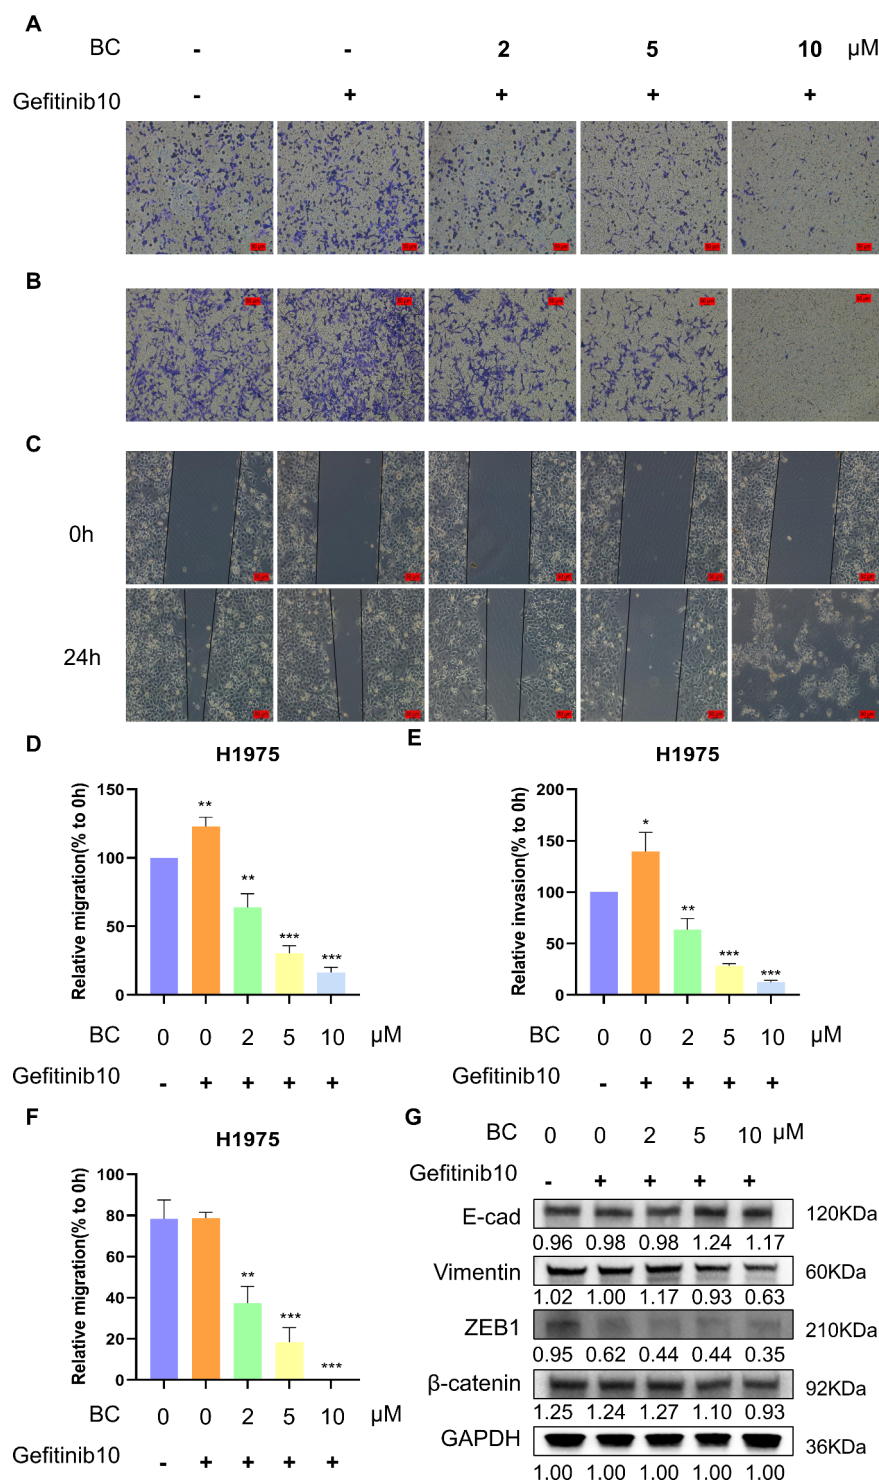 A
BC - - 2 5 10 μM
Gefitinib10 - + + + +
B
C
0h
24h
D
H1975
Relative migration(% to 0h)
150
100
50
0
** ** *** ***
BC 0 0 2 5 10 μM
Gefitinib10 - + + + +
E
H1975
Relative invasion(% to 0h)
200
150
100
50
0
* ** *** ***
BC 0 0 2 5 10 μM
Gefitinib10 - + + + +
F
H1975
Relative migration(% to 0h)
100
80
60
40
20
0
** *** ***
BC 0 0 2 5 10 μM
Gefitinib10 - + + + +
G
BC 0 0 2 5 10 μM
Gefitinib10 - + + + +
E-cad 120KDa
0.96 0.98 0.98 1.24 1.17
Vimentin 60KDa
1.02 1.00 1.17 0.93 0.63
ZEB1 210KDa
0.95 0.62 0.44 0.44 0.35
β-catenin 92KDa
1.25 1.24 1.27 1.10 0.93
GAPDH 36KDa
1.00 1.00 1.00 1.00 1.00